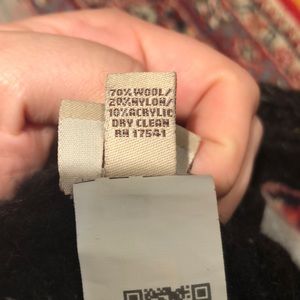 70% WOOL/
20% NYLON/
10% ACRYLIC
DRY CLEAN
RN 17541